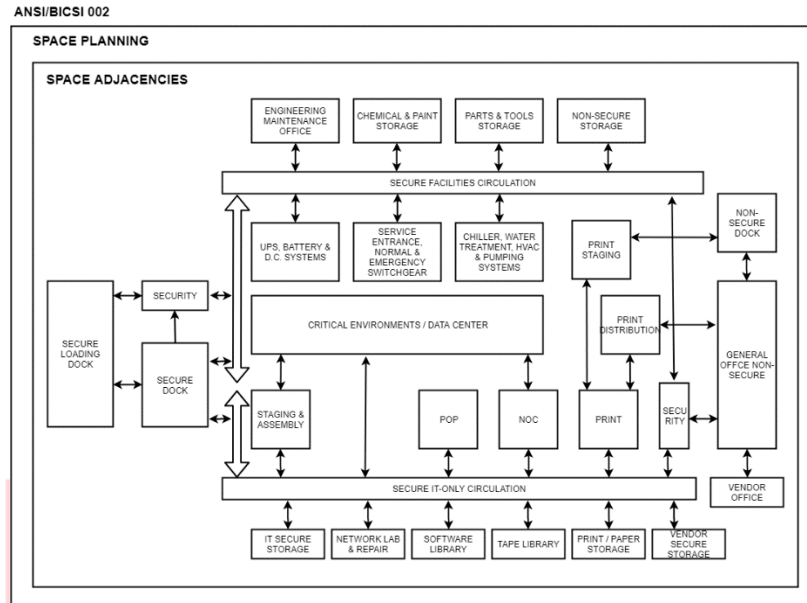 ANSI/BICSI 002
SPACE PLANNING
SPACE ADJACENCIES
ENGINEERING
MAINTENANCE
OFFICE
CHEMICAL & PAINT
STORAGE
PARTS & TOOLS
STORAGE
NON-SECURE
STORAGE
SECURE FACILITIES CIRCULATION
UPS, BATTERY &
D.C. SYSTEMS
SERVICE
ENTRANCE,
NORMAL &
EMERGENCY
SWITCHGEAR
CHILLER, WATER
TREATMENT, HVAC
& PUMPING
SYSTEMS
PRINT
STAGING
NON-
SECURE
DOCK
SECURITY
SECURE
LOADING
DOCK
SECURE
DOCK
CRITICAL ENVIRONMENTS / DATA CENTER
PRINT
DISTRIBUTION
GENERAL
OFFCE NON-
SECURE
STAGING &
ASSEMBLY
POP
NOC
PRINT
SECU
RITY
SECURE IT-ONLY CIRCULATION
VENDOR
OFFICE
IT SECURE
STORAGE
NETWORK LAB
& REPAIR
SOFTWARE
LIBRARY
TAPE LIBRARY
PRINT / PAPER
STORAGE
VENDOR
SECURE
STORAGE